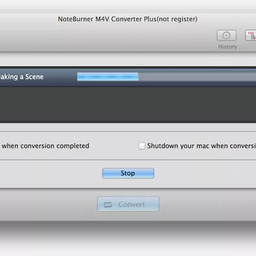 NoteBurner M4V Converter Plus(not register)
History
aking a Scene
when conversion completed
Shutdown your mac when conversi
Stop
Convert